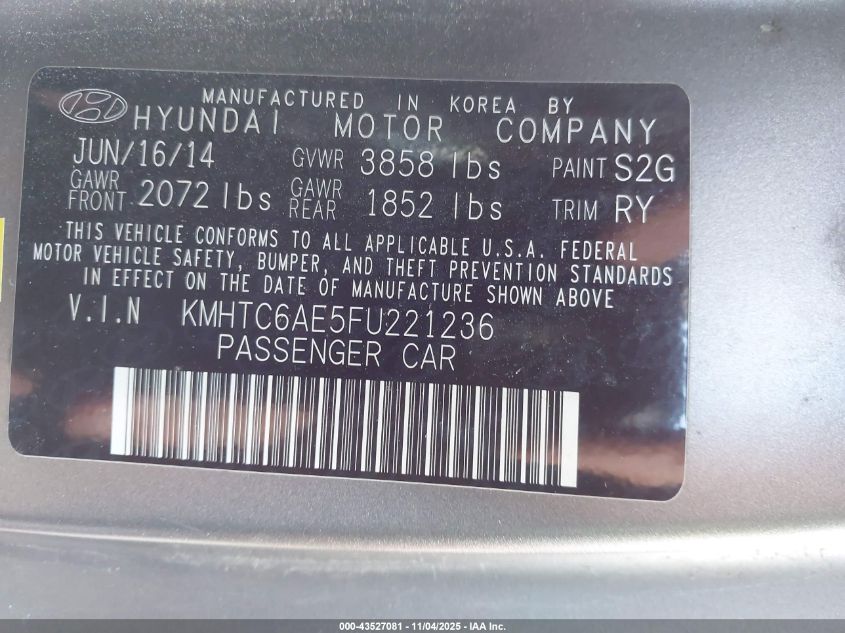 MANUFACTURED IN KOREA BY
HYUNDAI MOTOR COMPANY
JUN/16/14 GVWR 3858 lbs PAINT S2G
GAWR FRONT 2072 lbs GAWR REAR 1852 lbs TRIM RY
THIS VEHICLE CONFORMS TO ALL APPLICABLE U.S.A. FEDERAL
MOTOR VEHICLE SAFETY, BUMPER, AND THEFT PREVENTION STANDARDS
IN EFFECT ON THE DATE OF MANUFACTURE SHOWN ABOVE
V.I.N KMHTC6AE5FU221236
PASSENGER CAR
000-43527081 - 11/04/2025 - IAA Inc.